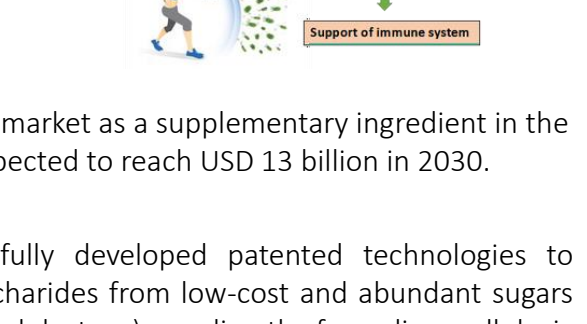 Support of immune system
market as a supplementary ingredient in the
pected to reach USD 13 billion in 2030.
fully developed patented technologies to
charides from low-cost and abundant sugars